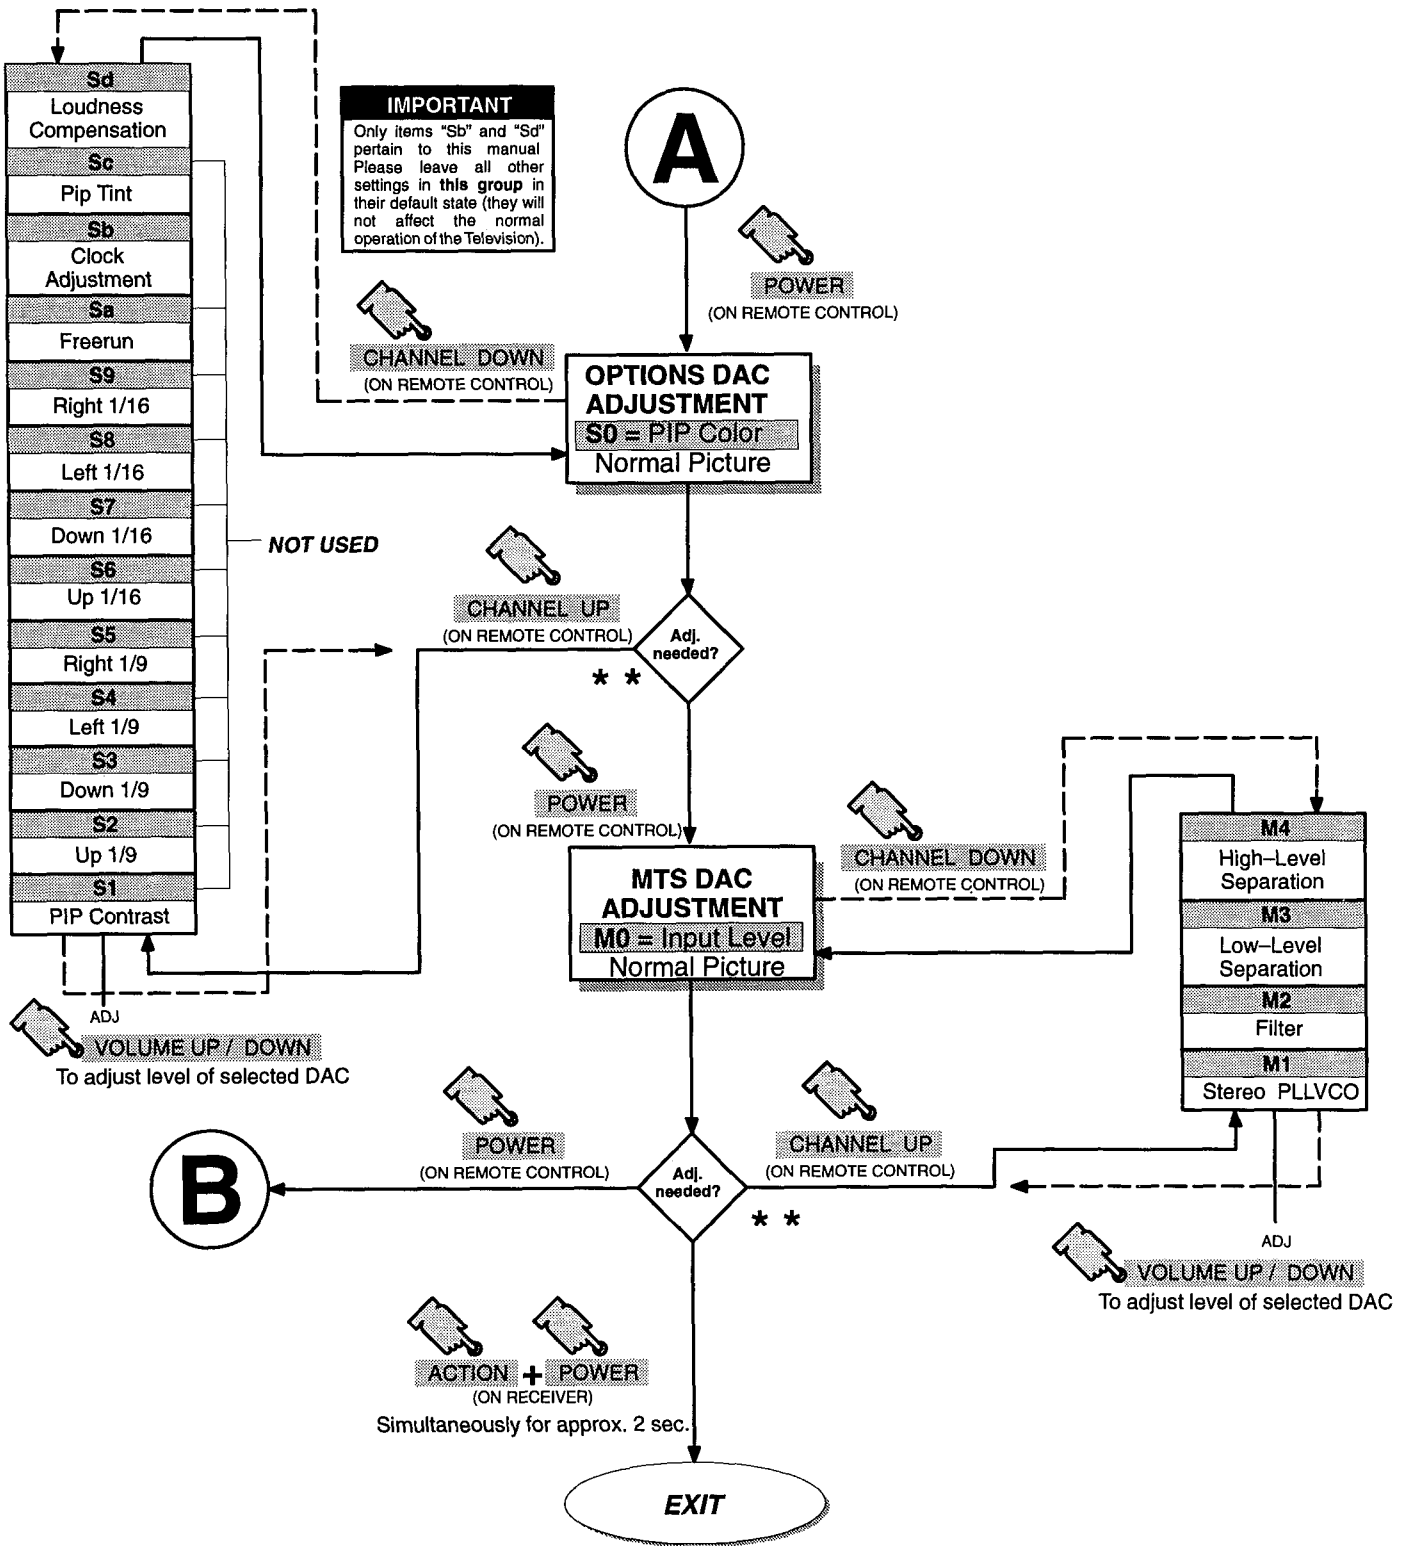 Sd
Loudness
Compensation
Sc
Pip Tint
Sb
Clock
Adjustment
Sa
Freerun
S9
Right 1/16
S8
Left 1/16
S7
Down 1/16
S6
Up 1/16
S5
Right 1/9
S4
Left 1/9
S3
Down 1/9
S2
Up 1/9
S1
PIP Contrast
NOT USED
ADJ
VOLUME UP / DOWN
To adjust level of selected DAC
IMPORTANT
Only items “Sb” and “Sd”
pertain to this manual
Please leave all other
settings in this group in
their default state (they will
not affect the normal
operation of the Television).
A
POWER
(ON REMOTE CONTROL)
CHANNEL DOWN
(ON REMOTE CONTROL)
OPTIONS DAC
ADJUSTMENT
S0 = PIP Color
Normal Picture
CHANNEL UP
(ON REMOTE CONTROL)
Adj.
needed?
* *
POWER
(ON REMOTE CONTROL)
MTS DAC
ADJUSTMENT
M0 = Input Level
Normal Picture
CHANNEL DOWN
(ON REMOTE CONTROL)
M4
High–Level
Separation
M3
Low–Level
Separation
M2
Filter
M1
Stereo PLLVCO
POWER
(ON REMOTE CONTROL)
B
Adj.
needed?
CHANNEL UP
(ON REMOTE CONTROL)
* *
ADJ
VOLUME UP / DOWN
To adjust level of selected DAC
ACTION + POWER
(ON RECEIVER)
Simultaneously for approx. 2 sec.
EXIT